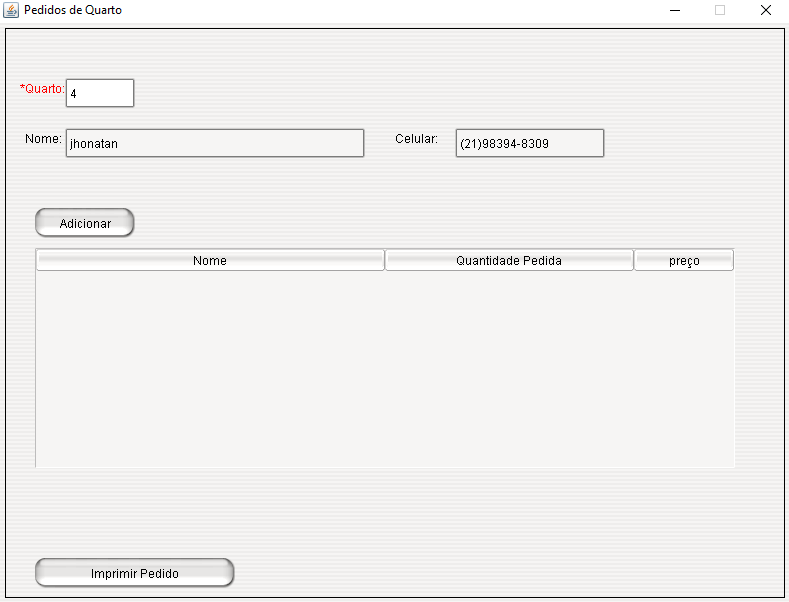 Pedidos de Quarto
*Quarto: 4
Nome: jhonatan Celular: (21)98394-8309
Adicionar
Nome Quantidade Pedida preço
Imprimir Pedido